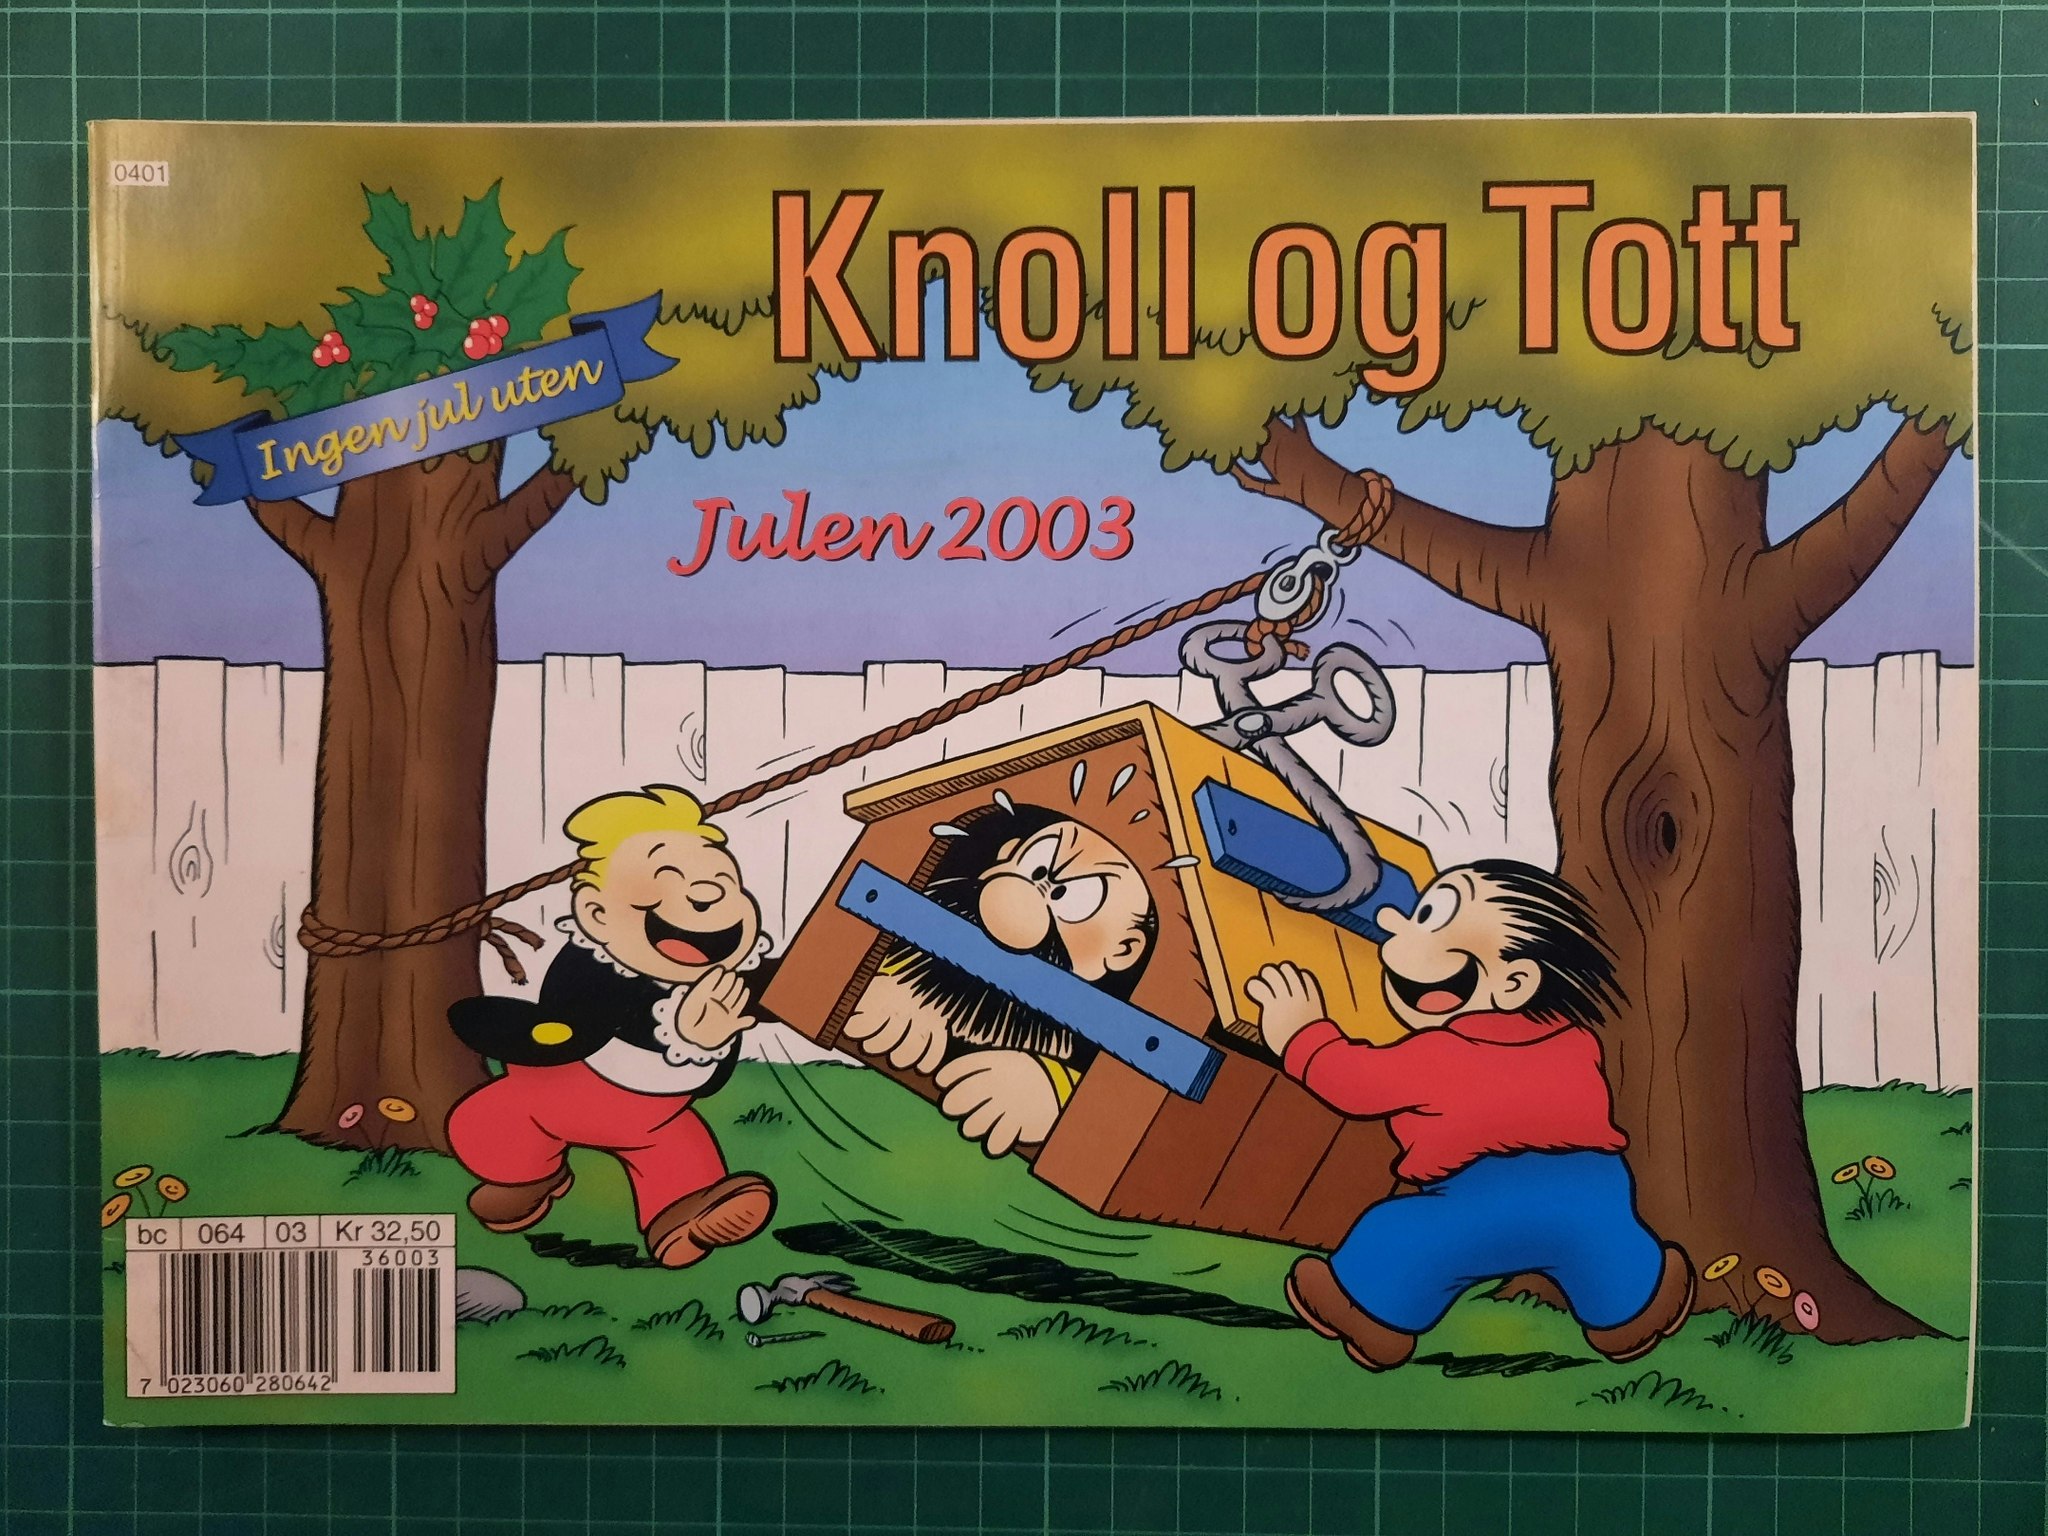 0401
Knoll og Tott
Ingen jul uten
Julen 2003
bc 064 03 Kr 32,50
36003
7 023060 280642